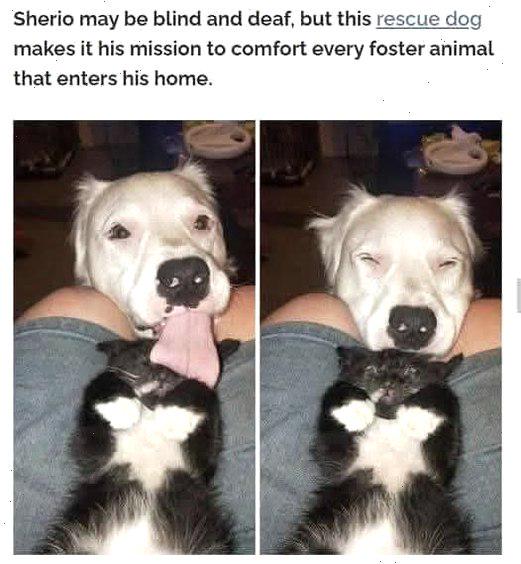 Sherio may be blind and deaf, but this rescue dog
makes it his mission to comfort every foster animal
that enters his home.